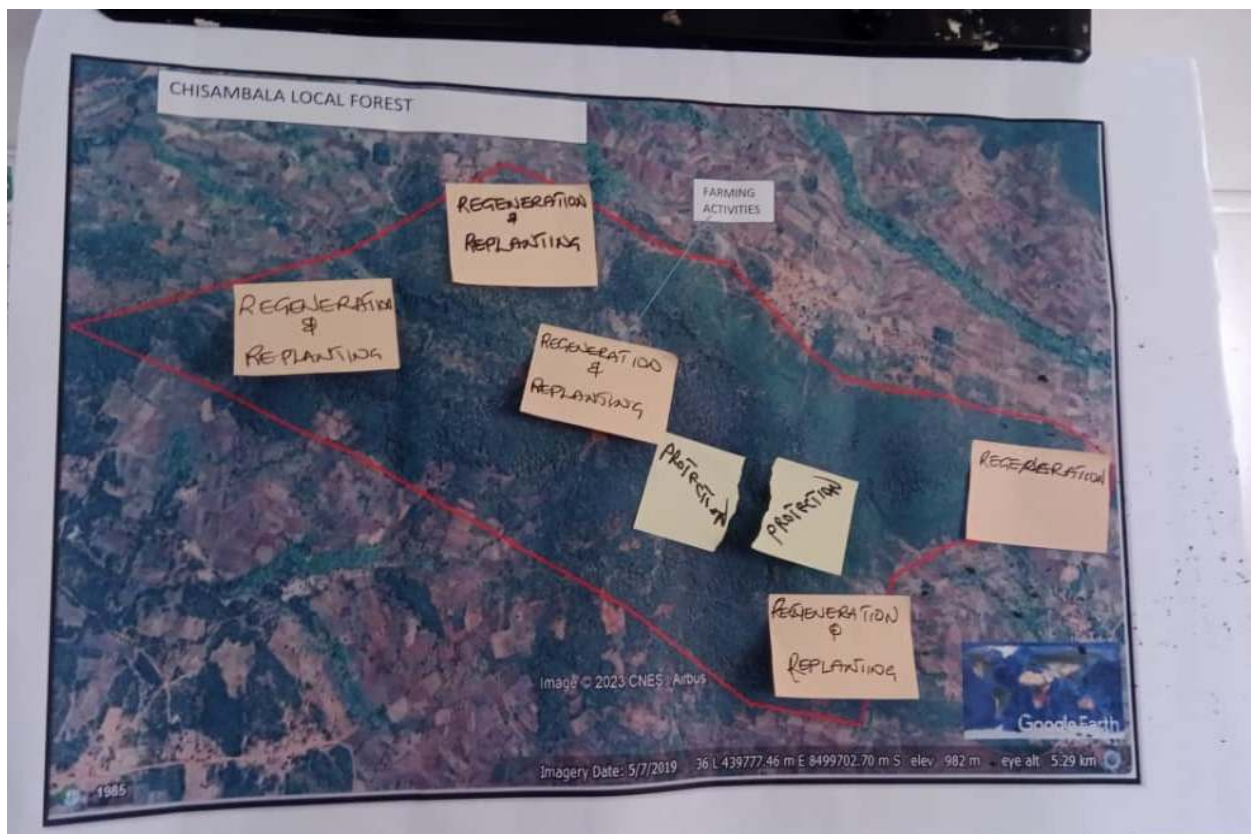 CHISAMBALA LOCAL FOREST
REGENERATION
&
REPLANTING
FARMING
ACTIVITIES
REGENERATION
&
REPLANTING
REGENERATION
&
REPLANTING
PROTECTION
PROTECTION
REGENERATION
REGENERATION
&
REPLANTING
Image © 2023 CNES / Airbus
Google Earth
Imagery Date: 5/7/2019 36 L 439777.46 m E 8499702.70 m S elev 982 m eye alt 5.29 km
1985